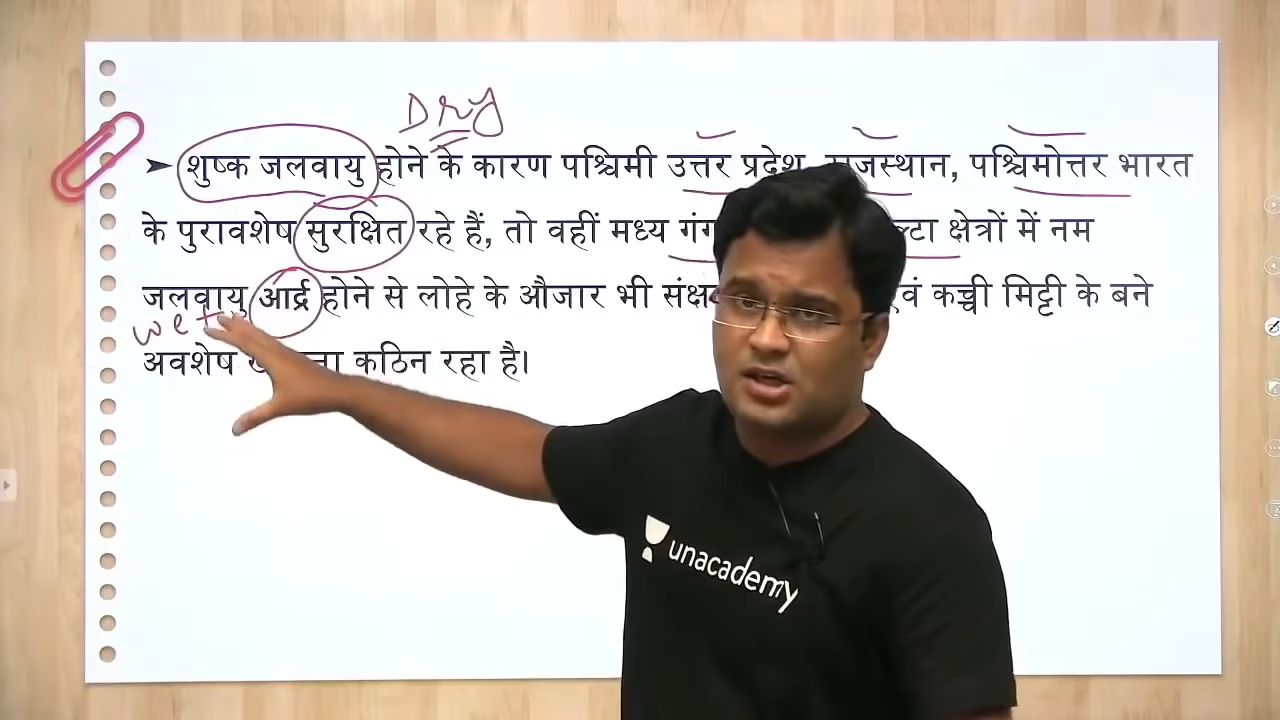 DRy
➤ शुष्क जलवायु होने के कारण पश्चिमी उत्तर प्रदेश, राजस्थान, पश्चिमोत्तर भारत
के पुरावशेष सुरक्षित रहे हैं, तो वहीं मध्य क्षेत्रों में नम
जलवायु आर्द्र होने से लोहे के औजार भी कच्ची मिट्टी के बने
wet
अवशेष कठिन रहा है।
unacademy